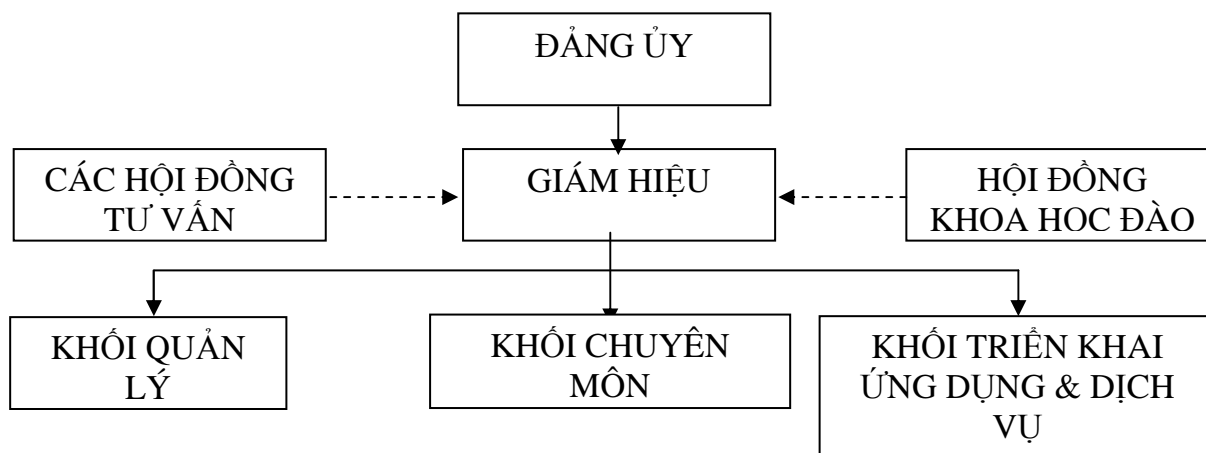 ĐẢNG ỦY
CÁC HỘI ĐỒNG
TƯ VẤN
GIÁM HIỆU
HỘI ĐỒNG
KHOA HOC ĐÀO
KHỐI QUẢN
LÝ
KHỐI CHUYÊN
MÔN
KHỐI TRIỂN KHAI
ỨNG DỤNG & DỊCH
VỤ